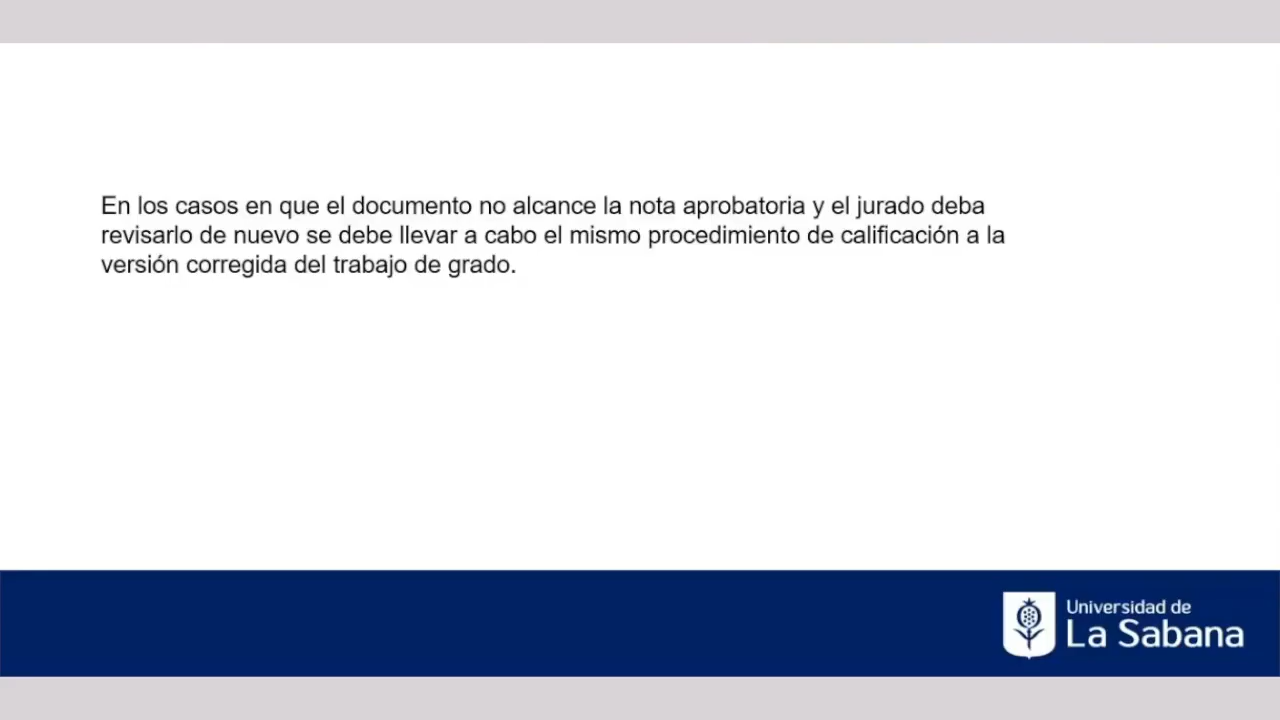 En los casos en que el documento no alcance la nota aprobatoria y el jurado deba
revisarlo de nuevo se debe llevar a cabo el mismo procedimiento de calificación a la
versión corregida del trabajo de grado.
Universidad de
La Sabana